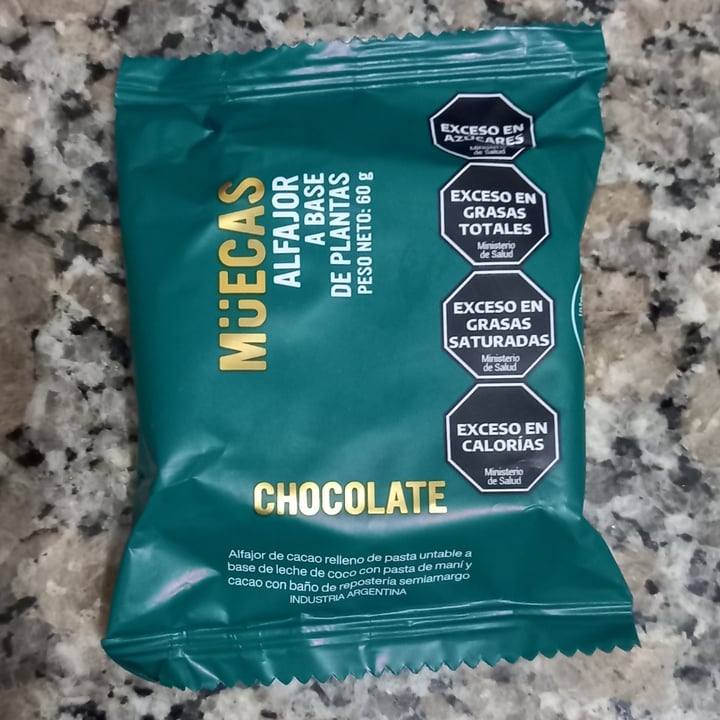 MÜECAS
ALFAJOR
A BASE
DE PLANTAS
PESO NETO: 60 g
EXCESO EN
AZÚCARES
Ministerio
de Salud
EXCESO EN
GRASAS
TOTALES
Ministerio
de Salud
EXCESO EN
GRASAS
SATURADAS
Ministerio
de Salud
EXCESO EN
CALORÍAS
Ministerio
de Salud
CHOCOLATE
Alfajor de cacao relleno de pasta untable a
base de leche de coco con pasta de maní y
cacao con baño de repostería semiamargo
INDUSTRIA ARGENTINA